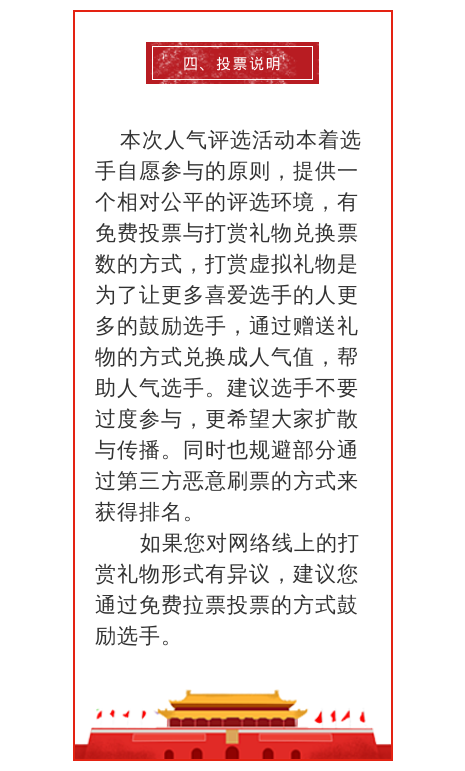 四、投票说明
本次人气评选活动本着选
手自愿参与的原则，提供一
个相对公平的评选环境，有
免费投票与打赏礼物兑换票
数的方式，打赏虚拟礼物是
为了让更多喜爱选手的人更
多的鼓励选手，通过赠送礼
物的方式兑换成人气值，帮
助人气选手。建议选手不要
过度参与，更希望大家扩散
与传播。同时也规避部分通
过第三方恶意刷票的方式来
获得排名。
如果您对网络线上的打
赏礼物形式有异议，建议您
通过免费拉票投票的方式鼓
励选手。